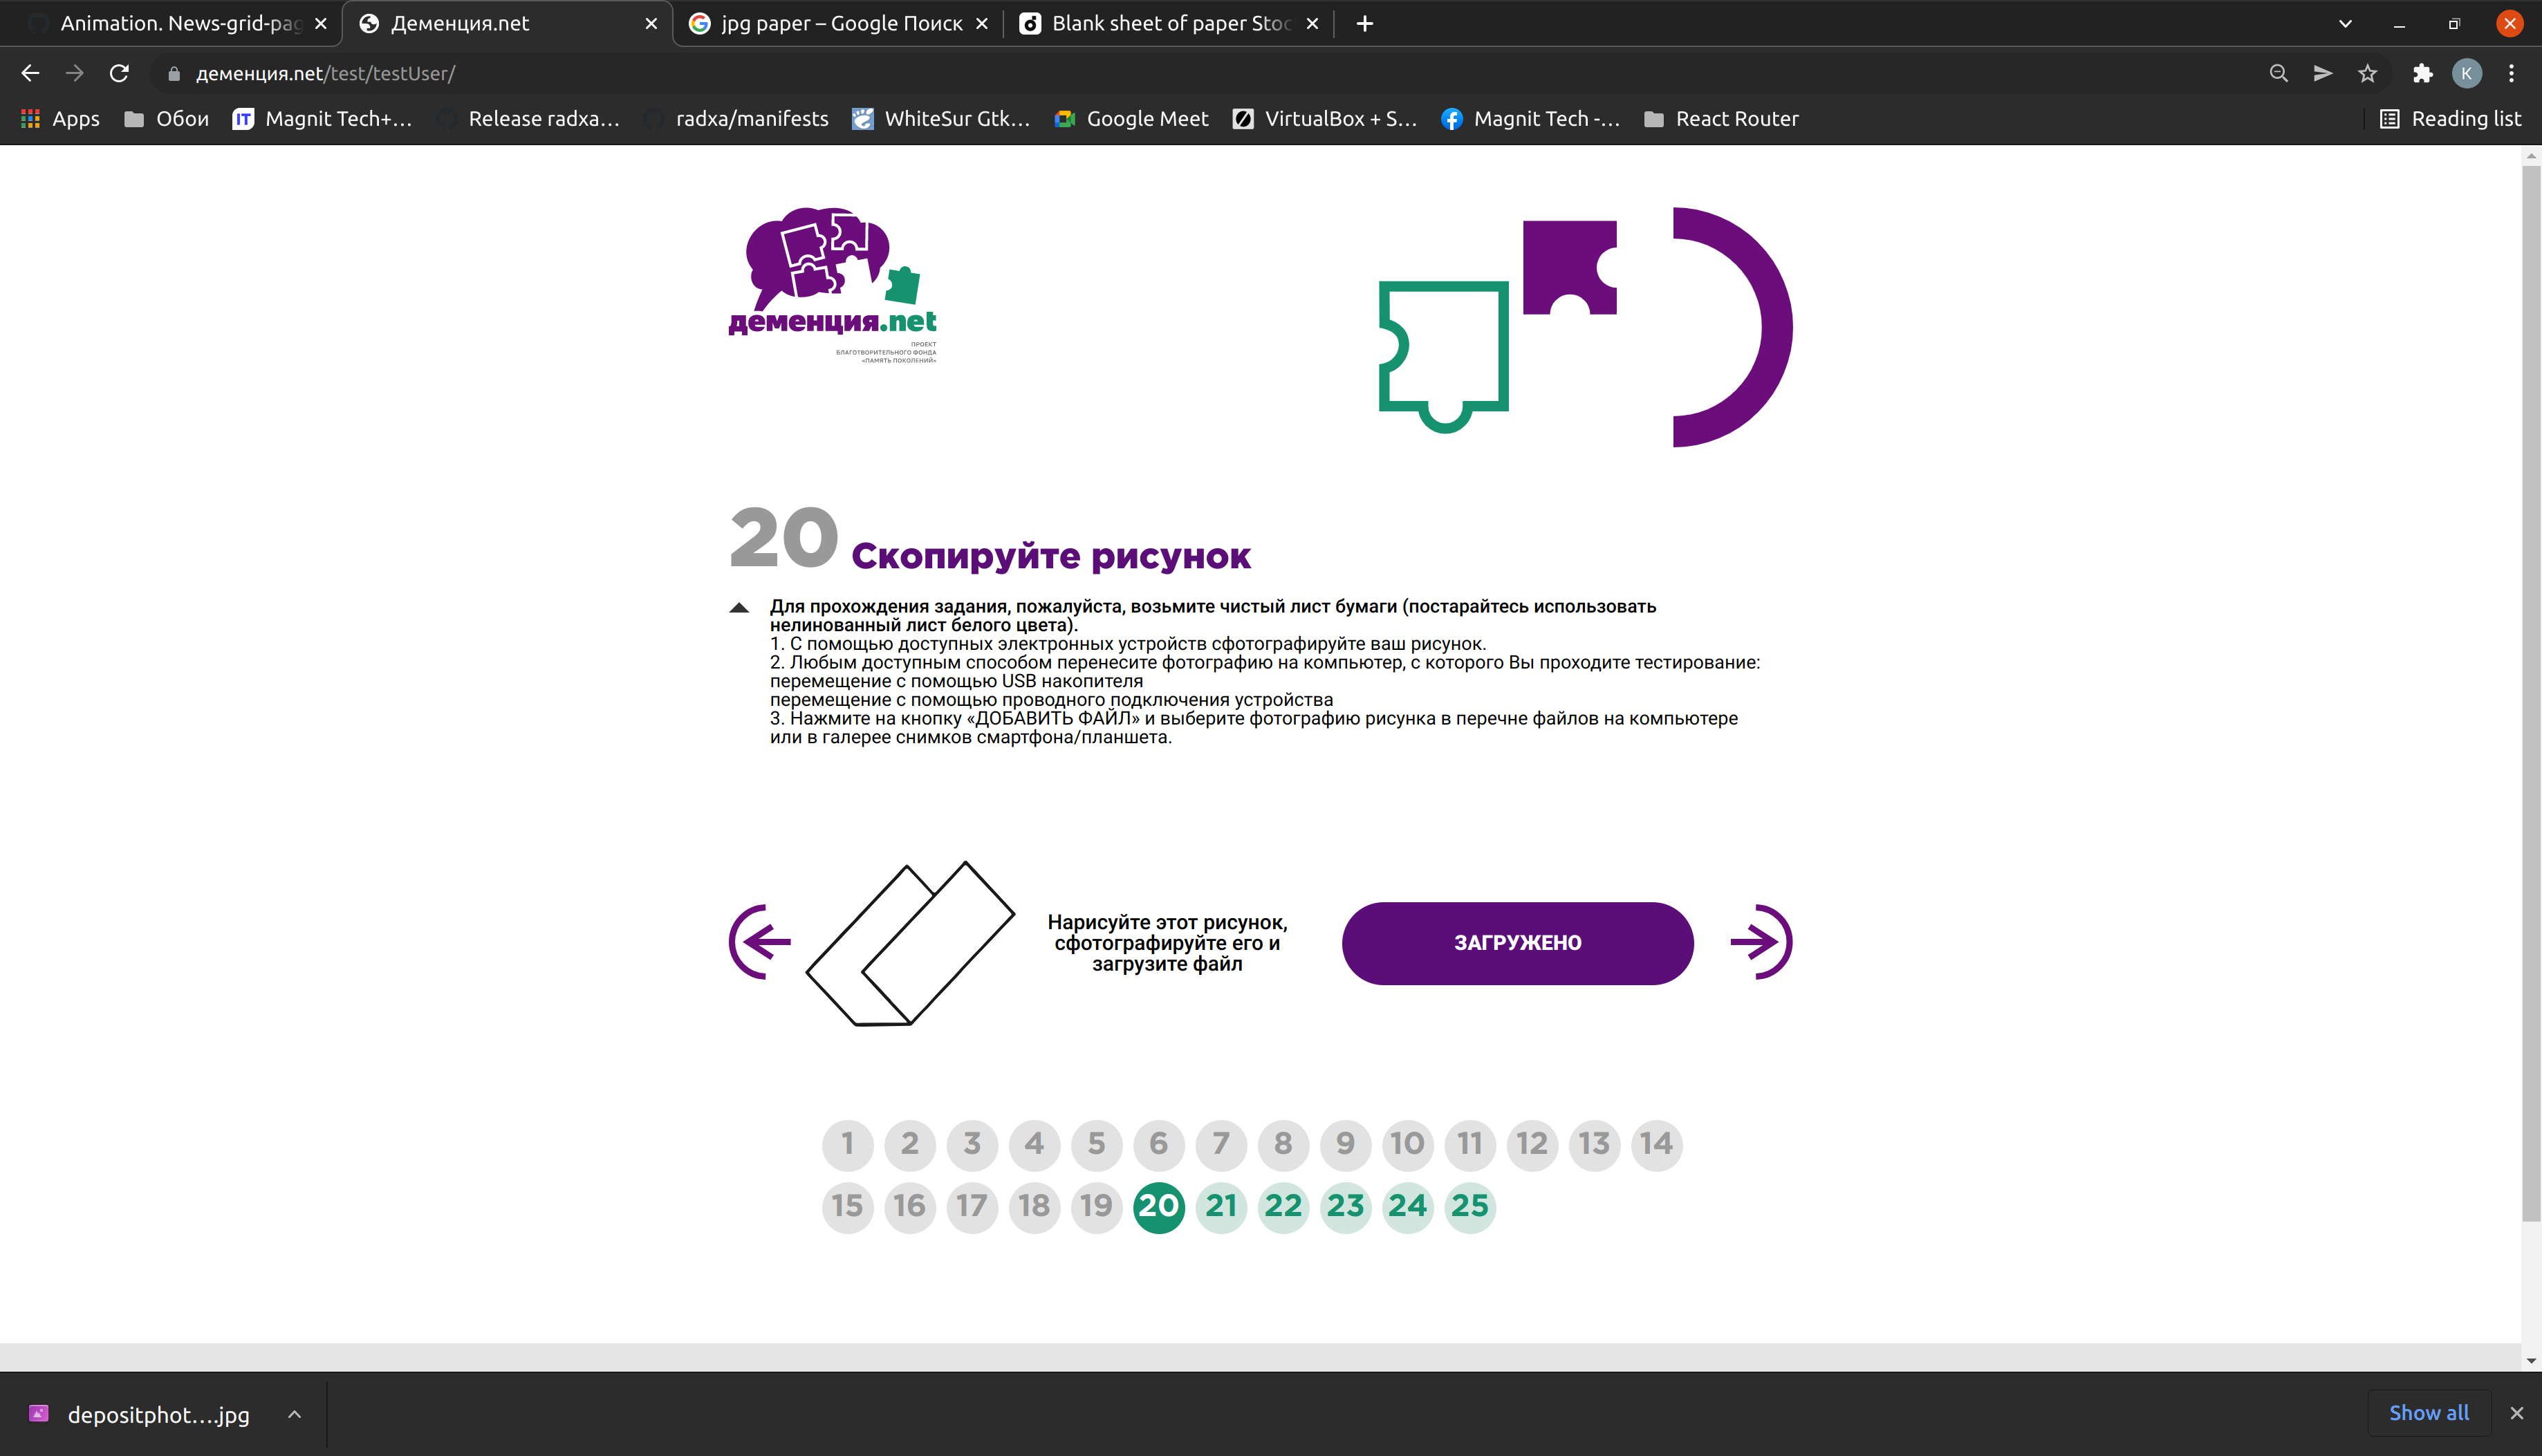 Animation. News-grid-pag
Деменция.net
jpg paper – Google Поиск
Blank sheet of paper Stoc
деменция.net/test/testUser/
K
Apps
Обои
Magnit Tech+...
Release radxa...
radxa/manifests
WhiteSur Gtk...
Google Meet
VirtualBox + S...
Magnit Tech -...
React Router
Reading list
деменция.net
ПРОЕКТ
БЛАГОТВОРИТЕЛЬНОГО ФОНДА
«ПАМЯТЬ ПОКОЛЕНИЙ»
20 Скопируйте рисунок
Для прохождения задания, пожалуйста, возьмите чистый лист бумаги (постарайтесь использовать
нелинованный лист белого цвета).
1. С помощью доступных электронных устройств сфотографируйте ваш рисунок.
2. Любым доступным способом перенесите фотографию на компьютер, с которого Вы проходите тестирование:
перемещение с помощью USB накопителя
перемещение с помощью проводного подключения устройства
3. Нажмите на кнопку «ДОБАВИТЬ ФАЙЛ» и выберите фотографию рисунка в перечне файлов на компьютере
или в галерее снимков смартфона/планшета.
Нарисуйте этот рисунок,
сфотографируйте его и
загрузите файл
ЗАГРУЖЕНО
1 2 3 4 5 6 7 8 9 10 11 12 13 14
15 16 17 18 19 20 21 22 23 24 25
depositphot....jpg
Show all